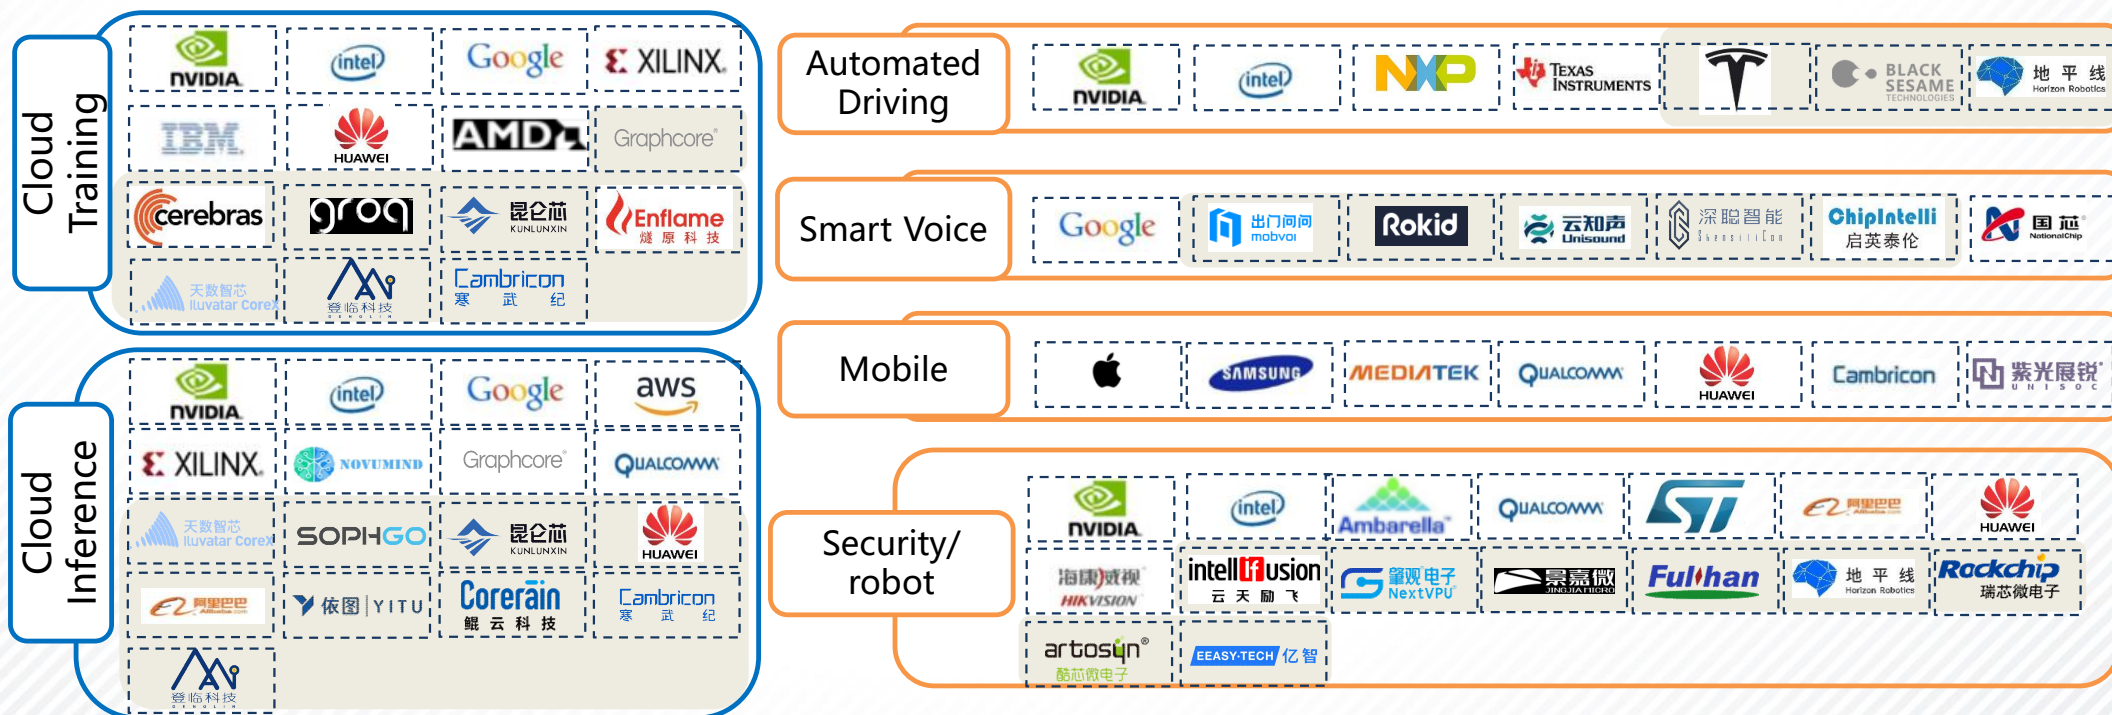 Cloud
Training
NVIDIA
intel
Google
XILINX
IBM
HUAWEI
AMD
Graphcore
cerebras
groq
昆仑芯
KUNLUNXIN
Enflame
燧原科技
天数智芯
Iluvatar CoreX
登临科技
DENGLIN
Cambricon
寒 武 纪
Cloud
Inference
NVIDIA
intel
Google
aws
XILINX
NOVUMIND
Graphcore
QUALCOMM
天数智芯
Iluvatar CoreX
SOPHGO
昆仑芯
KUNLUNXIN
HUAWEI
阿里巴巴
Alibaba.com
依图 YITU
Corerain
鲲云科技
Cambricon
寒 武 纪
登临科技
DENGLIN
Automated
Driving
NVIDIA
intel
NXP
TEXAS
INSTRUMENTS
BLACK
SESAME
TECHNOLOGIES
地平线
Horizon Robotics
Smart Voice
Google
出门问问
mobvoi
Rokid
云知声
Unisound
深聪智能
ShensiliCon
ChipIntelli
启英泰伦
国芯
NationalChip
Mobile
SAMSUNG
MEDIATEK
QUALCOMM
HUAWEI
Cambricon
紫光展锐
UNISOC
Security/
robot
NVIDIA
intel
Ambarella
QUALCOMM
ST
阿里巴巴
HUAWEI
海康威视
HIKVISION
intellifusion
云天励飞
肇观电子
NextVPU
景嘉微
JINGJIA MICRO
Fullhan
地平线
Horizon Robotics
Rockchip
瑞芯微电子
artosyn
酷芯微电子
EEASY-TECH 亿智